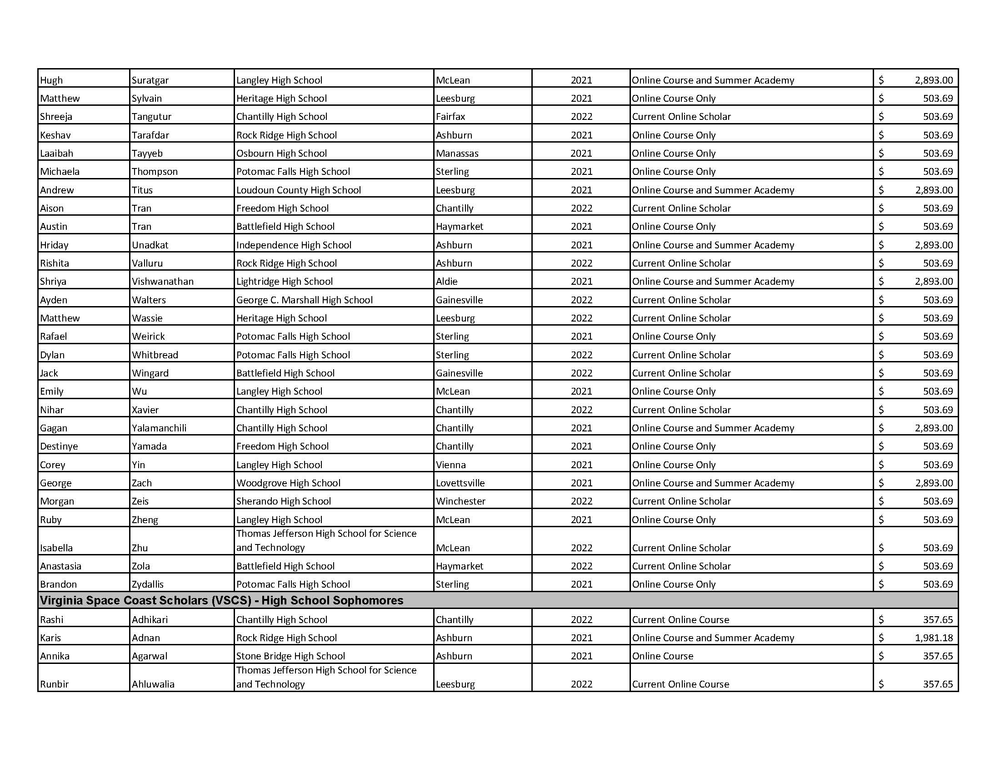 Hugh Suratgar Langley High School McLean 2021 Online Course and Summer Academy $ 2,893.00
Matthew Sylvain Heritage High School Leesburg 2021 Online Course Only $ 503.69
Shreeja Tangutur Chantilly High School Fairfax 2022 Current Online Scholar $ 503.69
Keshav Tarafdar Rock Ridge High School Ashburn 2021 Online Course Only $ 503.69
Laaibah Tayyeb Osbourn High School Manassas 2021 Online Course Only $ 503.69
Michaela Thompson Potomac Falls High School Sterling 2021 Online Course Only $ 503.69
Andrew Titus Loudoun County High School Leesburg 2021 Online Course and Summer Academy $ 2,893.00
Aison Tran Freedom High School Chantilly 2022 Current Online Scholar $ 503.69
Austin Tran Battlefield High School Haymarket 2021 Online Course Only $ 503.69
Hriday Unadkat Independence High School Ashburn 2021 Online Course and Summer Academy $ 2,893.00
Rishita Valluru Rock Ridge High School Ashburn 2022 Current Online Scholar $ 503.69
Shriya Vishwanathan Lightridge High School Aldie 2021 Online Course and Summer Academy $ 2,893.00
Ayden Walters George C. Marshall High School Gainesville 2022 Current Online Scholar $ 503.69
Matthew Wassie Heritage High School Leesburg 2022 Current Online Scholar $ 503.69
Rafael Weirick Potomac Falls High School Sterling 2021 Online Course Only $ 503.69
Dylan Whitbread Potomac Falls High School Sterling 2022 Current Online Scholar $ 503.69
Jack Wingard Battlefield High School Gainesville 2022 Current Online Scholar $ 503.69
Emily Wu Langley High School McLean 2021 Online Course Only $ 503.69
Nihar Xavier Chantilly High School Chantilly 2022 Current Online Scholar $ 503.69
Gagan Yalamanchili Chantilly High School Chantilly 2021 Online Course and Summer Academy $ 2,893.00
Destinye Yamada Freedom High School Chantilly 2021 Online Course Only $ 503.69
Corey Yin Langley High School Vienna 2021 Online Course Only $ 503.69
George Zach Woodgrove High School Lovettsville 2021 Online Course and Summer Academy $ 2,893.00
Morgan Zeis Sherando High School Winchester 2022 Current Online Scholar $ 503.69
Ruby Zheng Langley High School McLean 2021 Online Course Only $ 503.69
Thomas Jefferson High School for Science
Isabella Zhu and Technology McLean 2022 Current Online Scholar $ 503.69
Anastasia Zola Battlefield High School Haymarket 2022 Current Online Scholar $ 503.69
Brandon Zydallis Potomac Falls High School Sterling 2021 Online Course Only $ 503.69
Virginia Space Coast Scholars (VSCS) - High School Sophomores
Rashi Adhikari Chantilly High School Chantilly 2022 Current Online Course $ 357.65
Karis Adnan Rock Ridge High School Ashburn 2021 Online Course and Summer Academy $ 1,981.18
Annika Agarwal Stone Bridge High School Ashburn 2021 Online Course $ 357.65
Thomas Jefferson High School for Science
Runbir Ahluwalia and Technology Leesburg 2022 Current Online Course $ 357.65